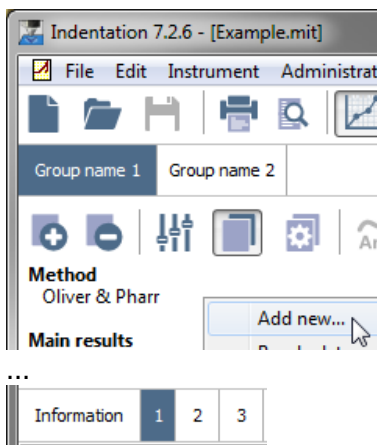 Indentation 7.2.6 - [Example.mit]
File Edit Instrument Administrat
Group name 1 Group name 2
Method
Oliver & Pharr
Add new...
Main results
...
Information 1 2 3